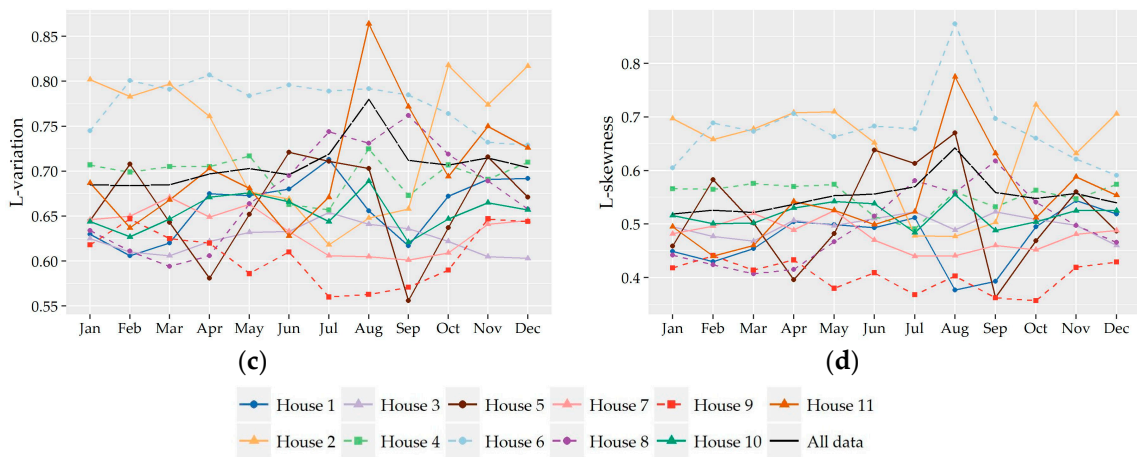 L-variation
0.85
0.80
0.75
0.70
0.65
0.60
0.55
Jan Feb Mar Apr May Jun Jul Aug Sep Oct Nov Dec
(c)
L-skewness
0.8
0.7
0.6
0.5
0.4
Jan Feb Mar Apr May Jun Jul Aug Sep Oct Nov Dec
(d)
House 1 House 3 House 5 House 7 House 9 House 11
House 2 House 4 House 6 House 8 House 10 All data